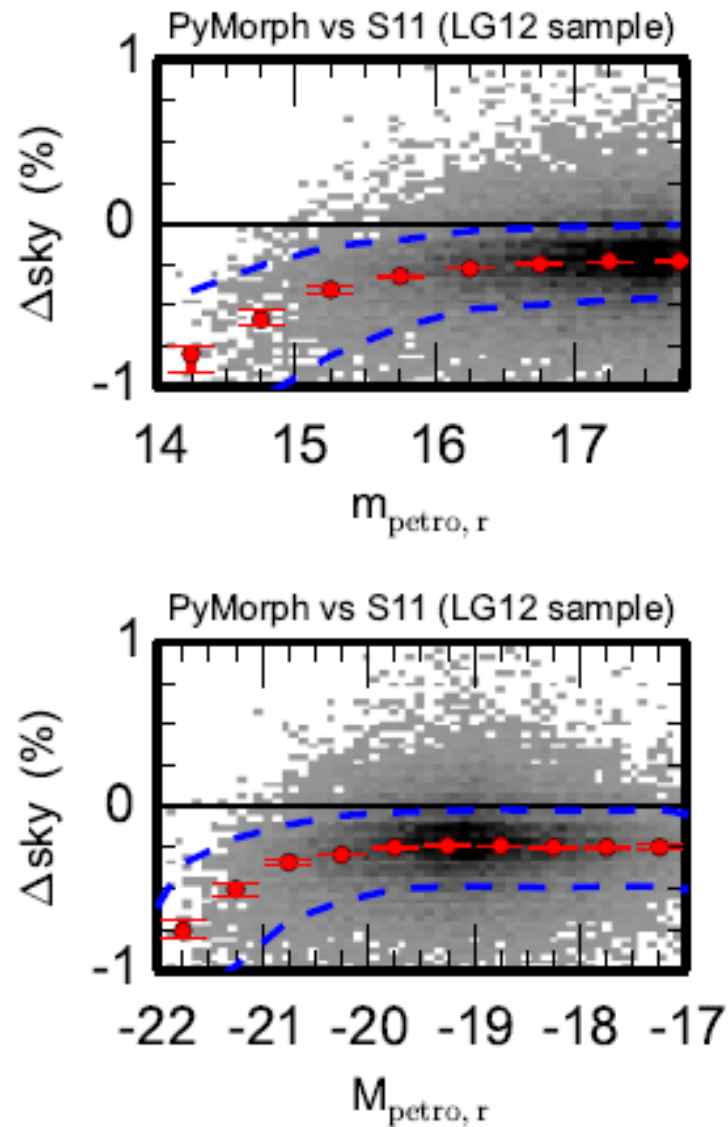 PyMorph vs S11 (LG12 sample)
1
0
-1
Δsky (%)
14 15 16 17
m_petro, r
PyMorph vs S11 (LG12 sample)
1
0
-1
Δsky (%)
-22 -21 -20 -19 -18 -17
M_petro, r